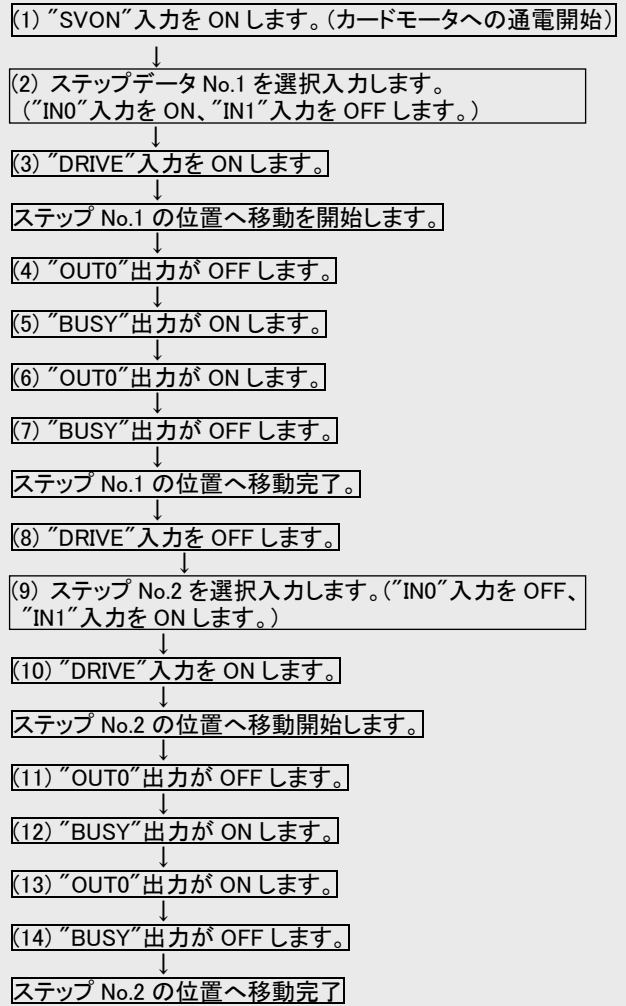 (1) "SVON"入力を ON します。(カードモータへの通電開始)
↓
(2) ステップデータ No.1 を選択入力します。
("IN0"入力を ON、"IN1"入力を OFF します。)
↓
(3) "DRIVE"入力を ON します。
↓
ステップ No.1 の位置へ移動を開始します。
↓
(4) "OUT0"出力が OFF します。
↓
(5) "BUSY"出力が ON します。
↓
(6) "OUT0"出力が ON します。
↓
(7) "BUSY"出力が OFF します。
↓
ステップ No.1 の位置へ移動完了。
↓
(8) "DRIVE"入力を OFF します。
↓
(9) ステップ No.2 を選択入力します。("IN0"入力を OFF、
"IN1"入力を ON します。)
↓
(10) "DRIVE"入力を ON します。
↓
ステップ No.2 の位置へ移動開始します。
↓
(11) "OUT0"出力が OFF します。
↓
(12) "BUSY"出力が ON します。
↓
(13) "OUT0"出力が ON します。
↓
(14) "BUSY"出力が OFF します。
↓
ステップ No.2 の位置へ移動完了